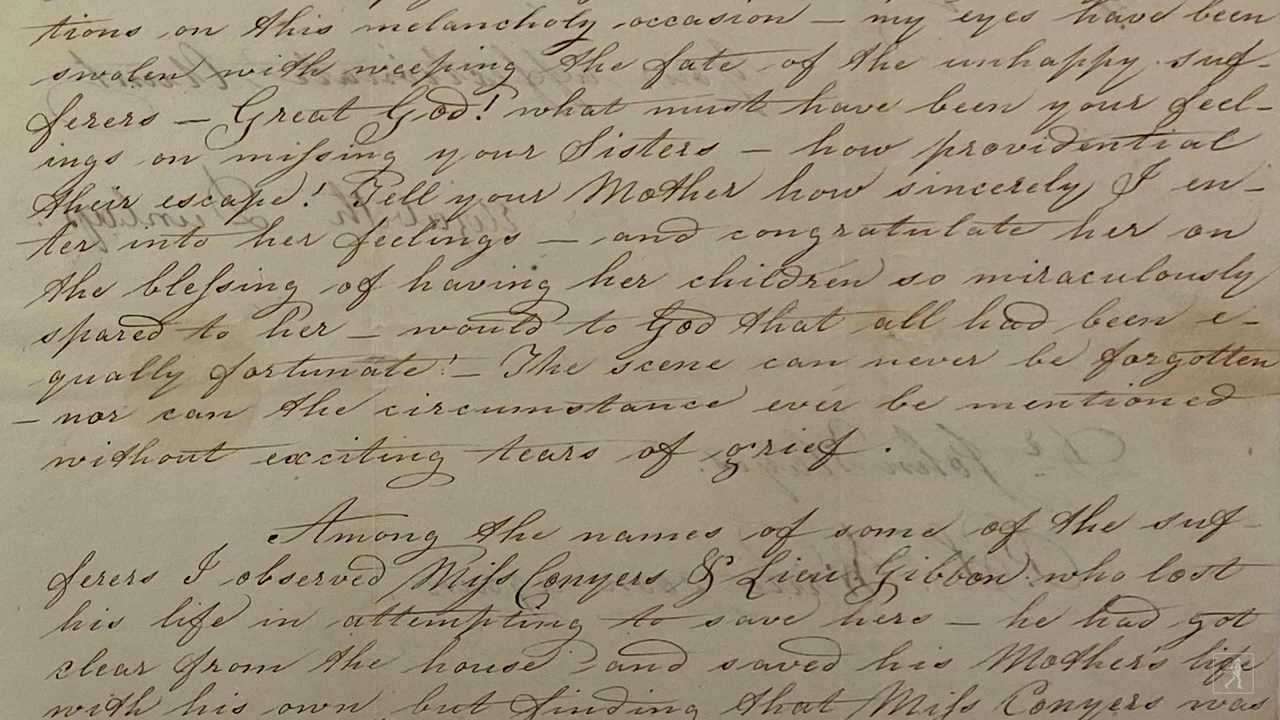 tions on this melancholy occasion — my eyes have been
swolen with weeping the fate of the unhappy suf-
ferers — Great God! what must have been your feel-
ings on miſsing your Sisters — how providential
their escape! Tell your Mother how sincerely I en-
ter into her feelings — and congratulate her on
the bleſsing of having her children so miraculously
spared to her — would to God that all had been e-
qually fortunate! — The scene can never be forgotten
— nor can the circumstance ever be mentioned
without exciting tears of grief.
Among the names of some of the suf-
ferers I observed Miſs Conyers & Lieu. Gibbon who lost
his life in attempting to save hers — he had got
clear from the house and saved his Mother's life
with his own, but finding that Miſs Conyers was